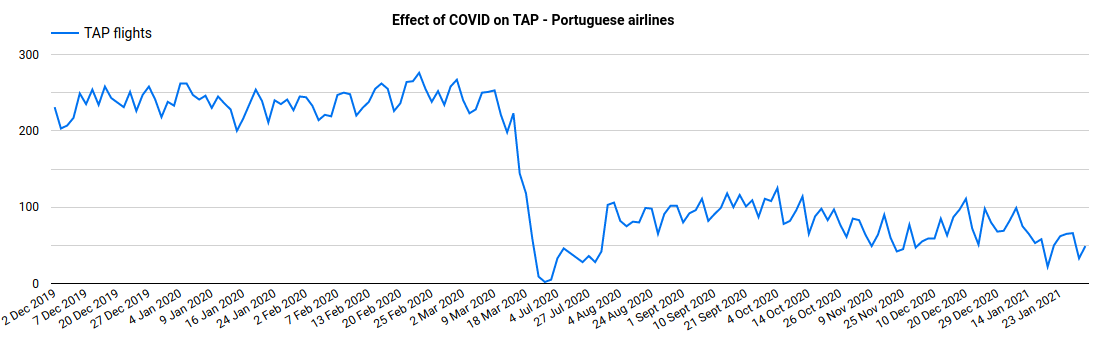 Effect of COVID on TAP - Portuguese airlines
TAP flights
300
200
100
0
2 Dec 2019
7 Dec 2019
20 Dec 2019
27 Dec 2019
4 Jan 2020
9 Jan 2020
16 Jan 2020
24 Jan 2020
2 Feb 2020
7 Feb 2020
13 Feb 2020
20 Feb 2020
25 Feb 2020
2 Mar 2020
9 Mar 2020
18 Mar 2020
4 Jul 2020
27 Jul 2020
4 Aug 2020
24 Aug 2020
1 Sept 2020
10 Sept 2020
21 Sept 2020
4 Oct 2020
14 Oct 2020
26 Oct 2020
9 Nov 2020
25 Nov 2020
10 Dec 2020
20 Dec 2020
29 Dec 2020
14 Jan 2021
23 Jan 2021